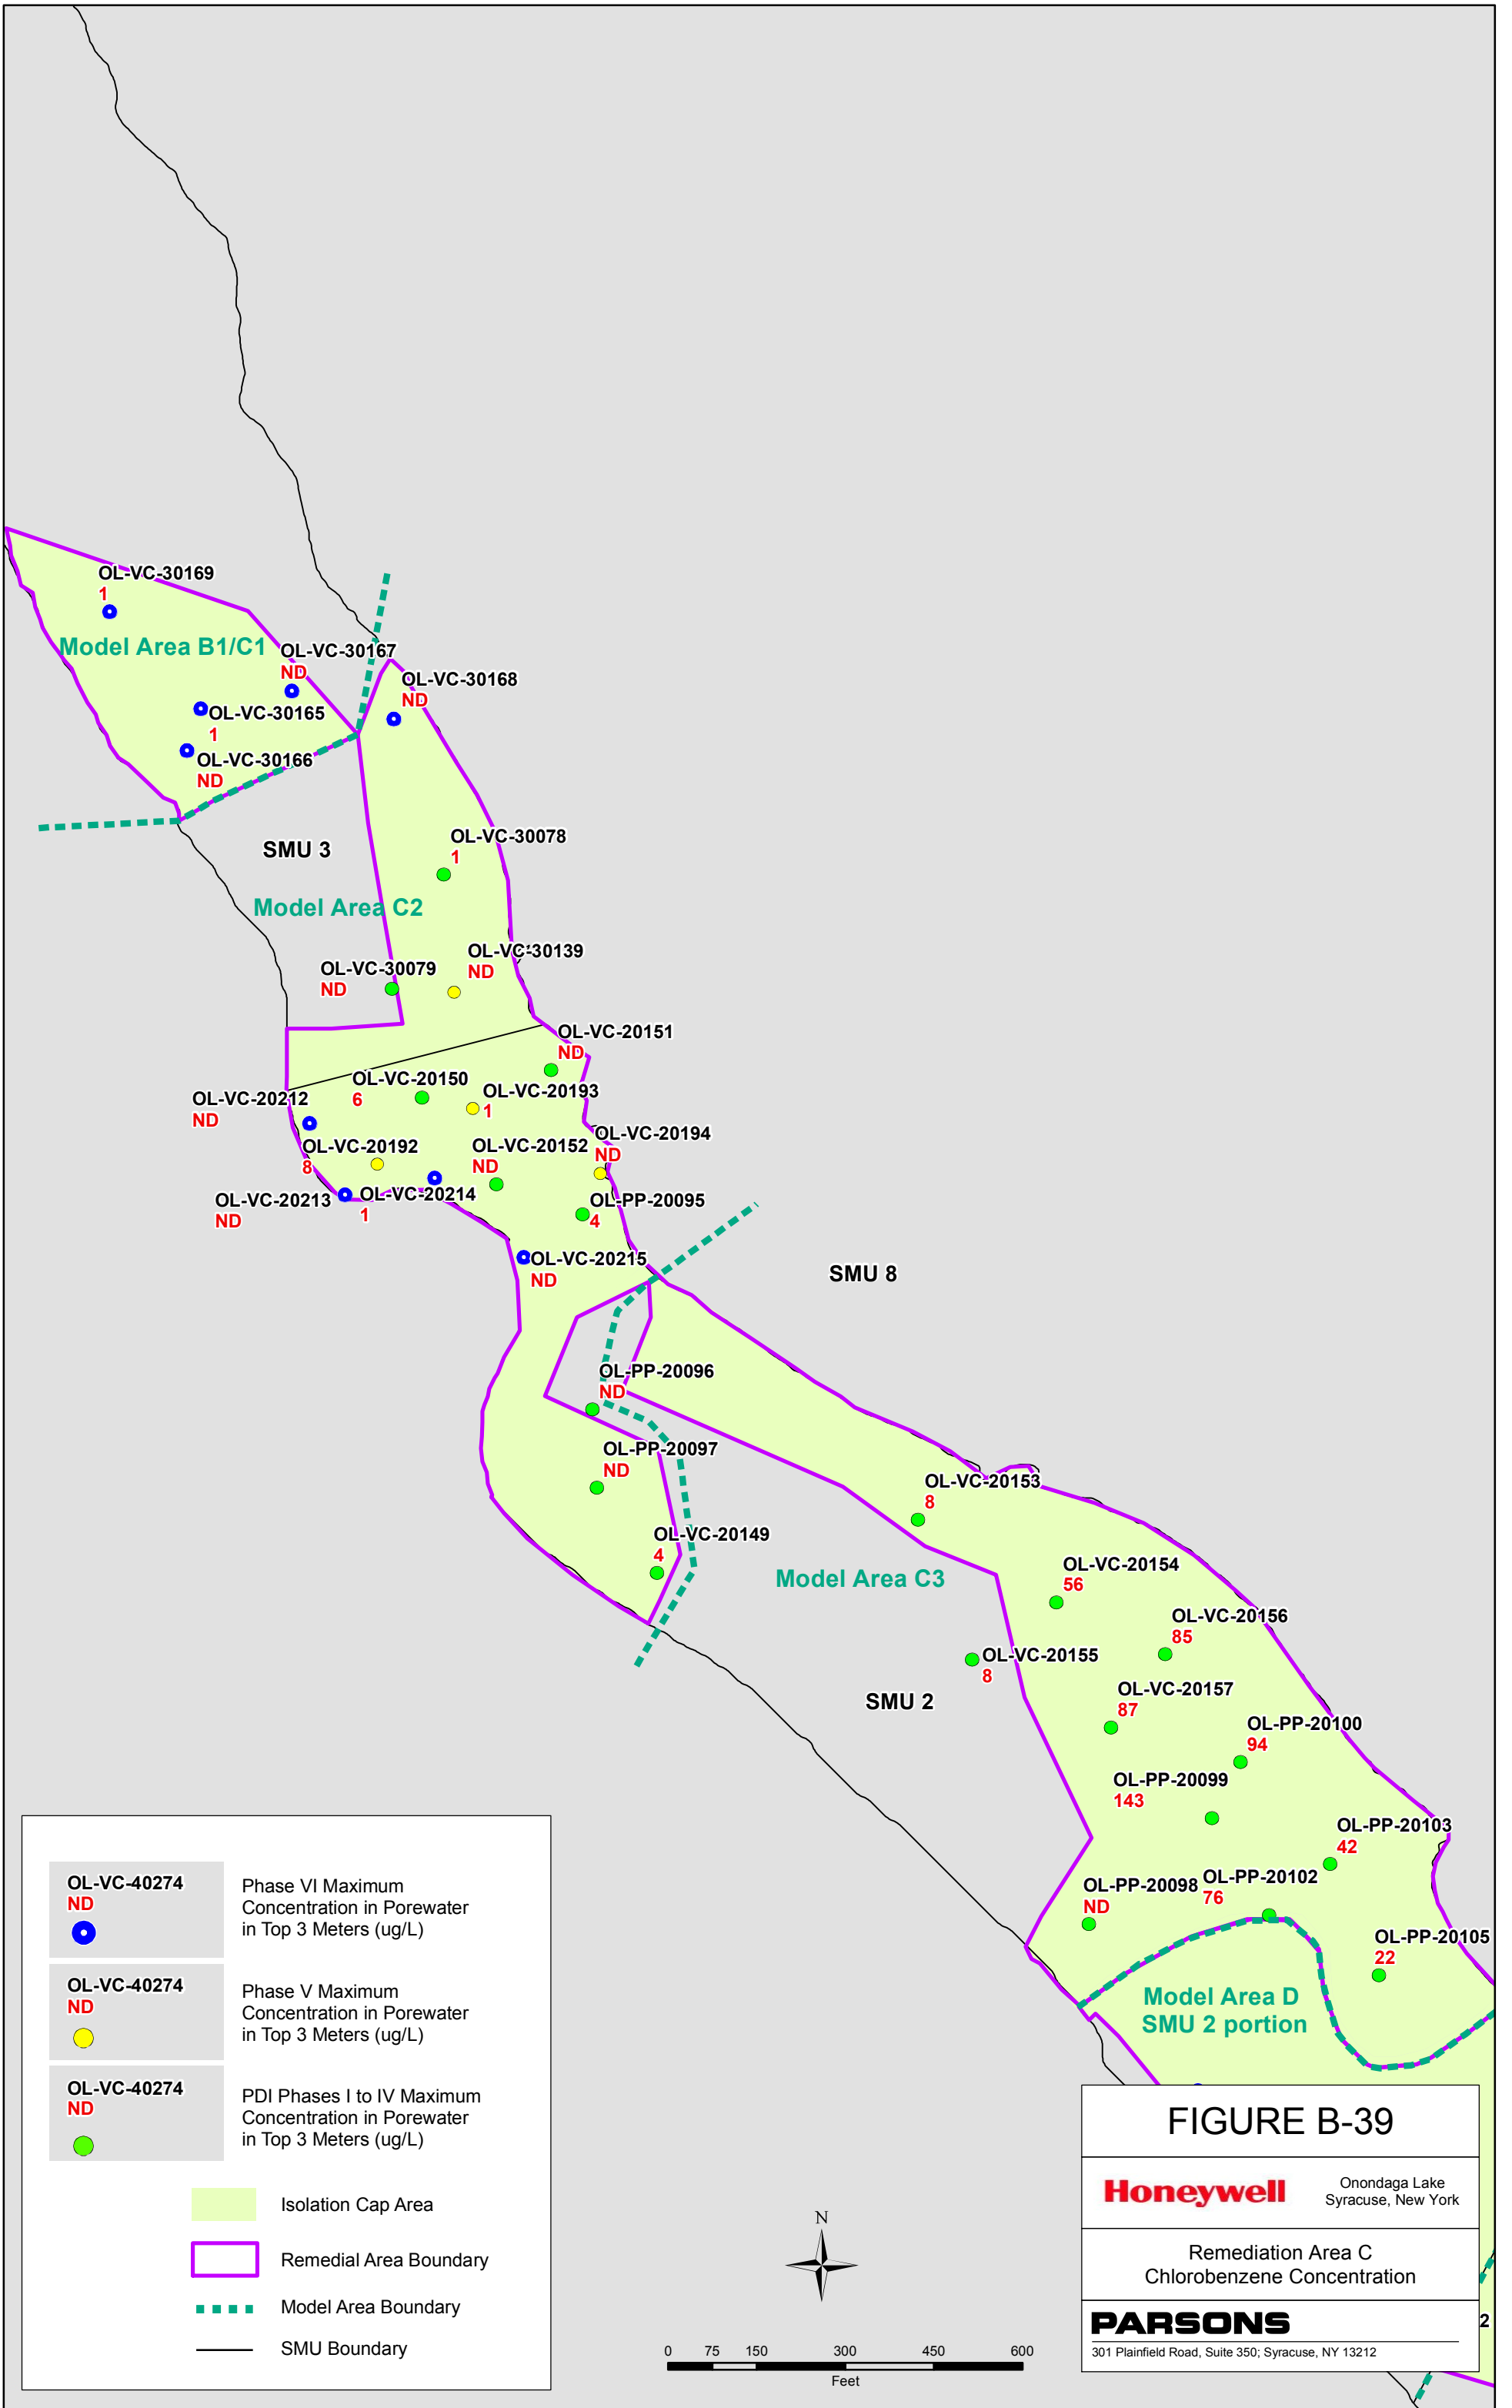 OL-VC-30169
1
Model Area B1/C1
OL-VC-30167
ND
OL-VC-30168
ND
OL-VC-30165
1
OL-VC-30166
ND
SMU 3
OL-VC-30078
1
Model Area C2
OL-VC-30139
ND
OL-VC-30079
ND
OL-VC-20151
ND
OL-VC-20150
6
OL-VC-20193
1
OL-VC-20212
ND
OL-VC-20194
ND
OL-VC-20192
8
OL-VC-20152
ND
OL-VC-20213
ND
OL-VC-20214
1
OL-PP-20095
4
OL-VC-20215
ND
SMU 8
OL-PP-20096
ND
OL-PP-20097
ND
OL-VC-20153
8
OL-VC-20149
4
Model Area C3
OL-VC-20154
56
OL-VC-20156
85
OL-VC-20155
8
SMU 2
OL-VC-20157
87
OL-PP-20100
94
OL-PP-20099
143
OL-PP-20103
42
OL-PP-20102
76
OL-PP-20098
ND
OL-PP-20105
22
Model Area D
SMU 2 portion
OL-VC-40274
ND
Phase VI Maximum
Concentration in Porewater
in Top 3 Meters (ug/L)
OL-VC-40274
ND
Phase V Maximum
Concentration in Porewater
in Top 3 Meters (ug/L)
OL-VC-40274
ND
PDI Phases I to IV Maximum
Concentration in Porewater
in Top 3 Meters (ug/L)
Isolation Cap Area
Remedial Area Boundary
Model Area Boundary
SMU Boundary
N
0 75 150 300 450 600
Feet
FIGURE B-39
Honeywell
Onondaga Lake
Syracuse, New York
Remediation Area C
Chlorobenzene Concentration
PARSONS
301 Plainfield Road, Suite 350; Syracuse, NY 13212
2